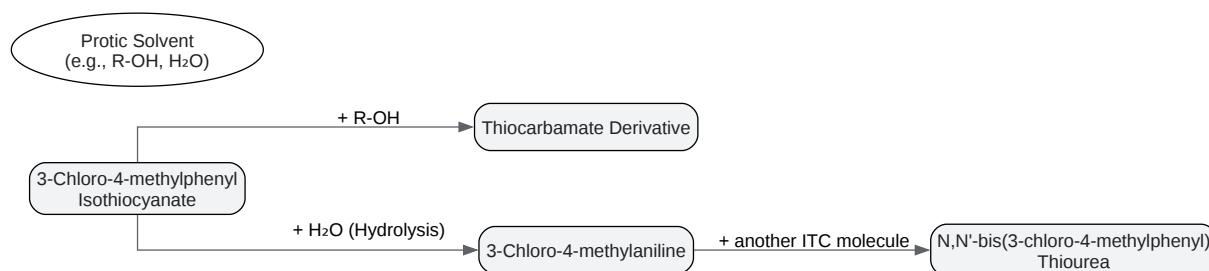 Protic Solvent
(e.g., R-OH, H₂O)
+ R-OH
Thiocarbamate Derivative
3-Chloro-4-methylphenyl
Isothiocyanate
+ H₂O (Hydrolysis)
3-Chloro-4-methylaniline
+ another ITC molecule
N,N'-bis(3-chloro-4-methylphenyl)
Thiourea